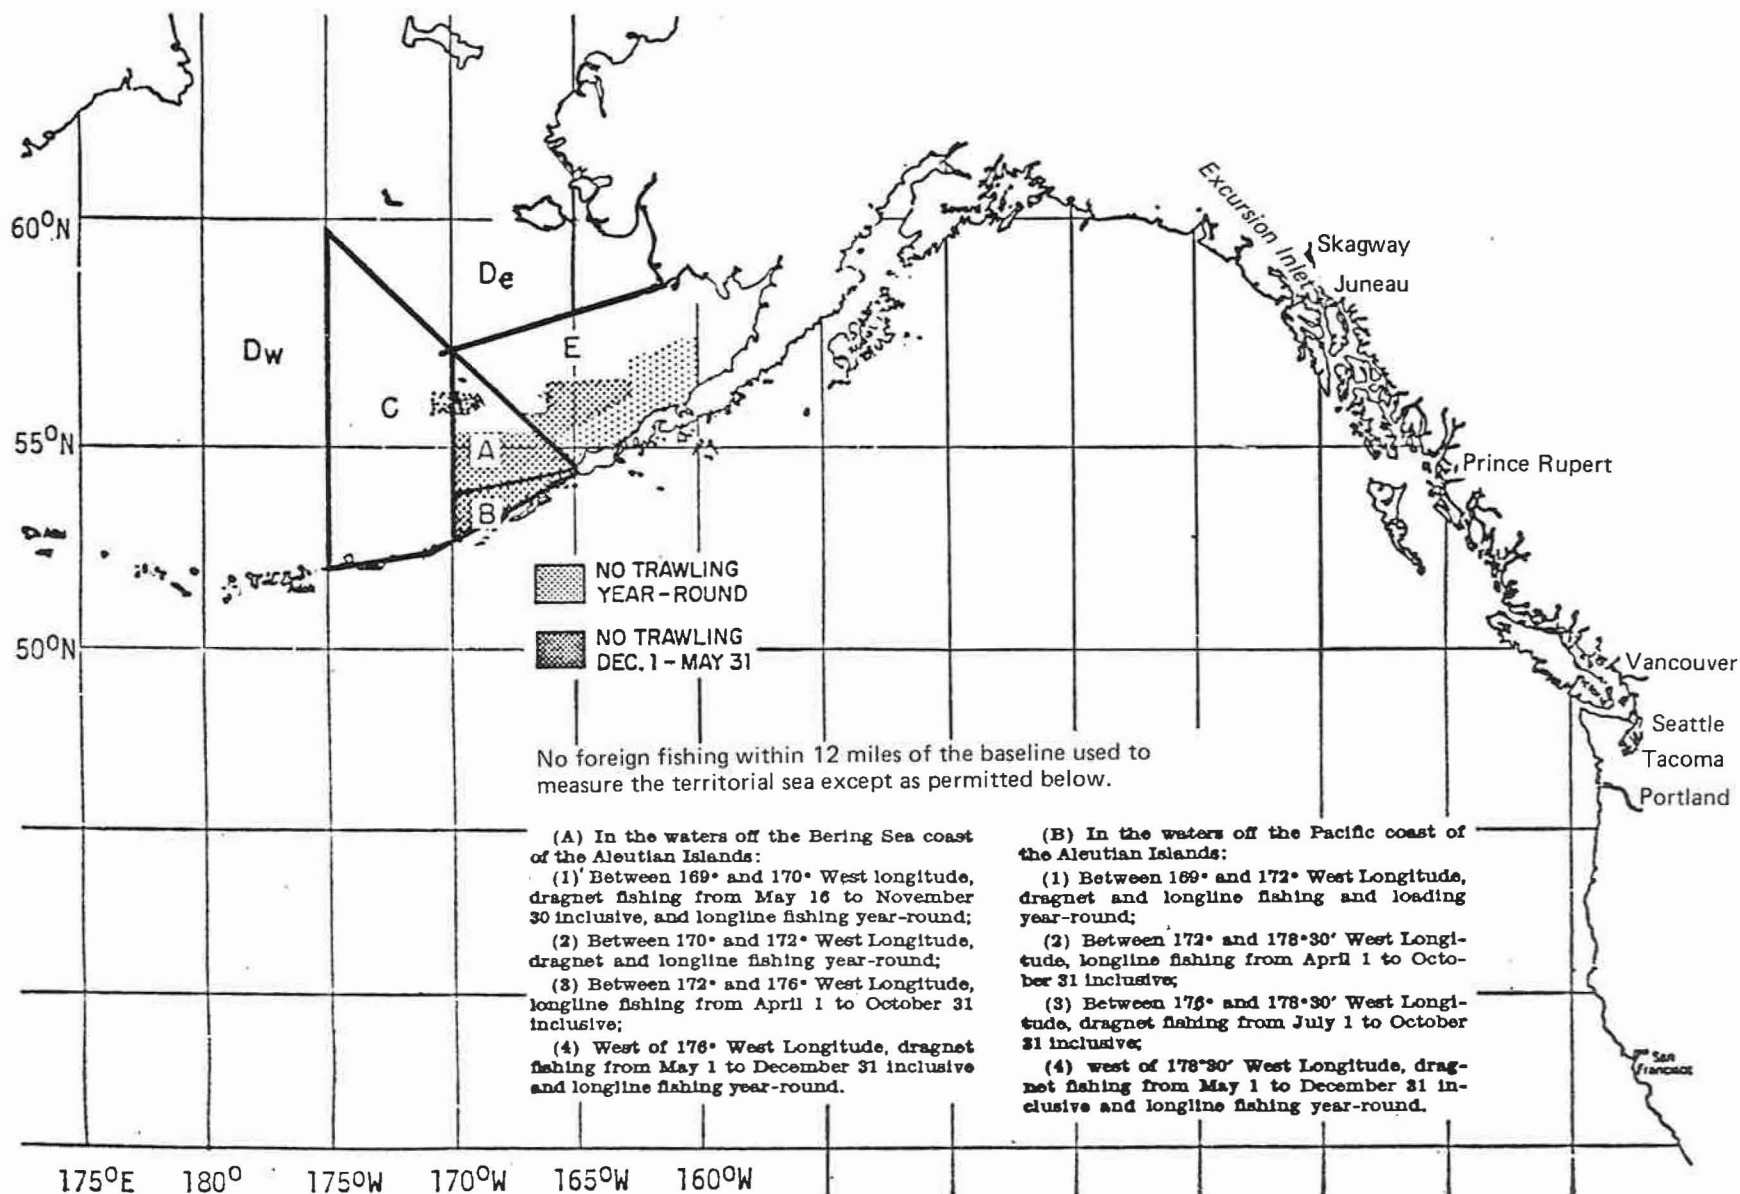 Excursion Inlet
Skagway
Juneau
Seward
60°N
De
Dw
E
C
A
55°N
Prince Rupert
B
Adak
NO TRAWLING
YEAR-ROUND
NO TRAWLING
DEC. 1 - MAY 31
50°N
Vancouver
Seattle
Tacoma
Portland
No foreign fishing within 12 miles of the baseline used to
measure the territorial sea except as permitted below.
(A) In the waters off the Bering Sea coast
of the Aleutian Islands:
(1) Between 169° and 170° West longitude,
dragnet fishing from May 16 to November
30 inclusive, and longline fishing year-round;
(2) Between 170° and 172° West Longitude,
dragnet and longline fishing year-round;
(3) Between 172° and 176° West Longitude,
longline fishing from April 1 to October 31
inclusive;
(4) West of 176° West Longitude, dragnet
fishing from May 1 to December 31 inclusive
and longline fishing year-round.
(B) In the waters off the Pacific coast of
the Aleutian Islands:
(1) Between 169° and 172° West Longitude,
dragnet and longline fishing and loading
year-round;
(2) Between 172° and 178°30′ West Longi-
tude, longline fishing from April 1 to Octo-
ber 31 inclusive;
(3) Between 176° and 178°30′ West Longi-
tude, dragnet fishing from July 1 to October
31 inclusive;
(4) west of 178°30′ West Longitude, drag-
net fishing from May 1 to December 31 in-
clusive and longline fishing year-round.
San
Francisco
175°E 180° 175°W 170°W 165°W 160°W